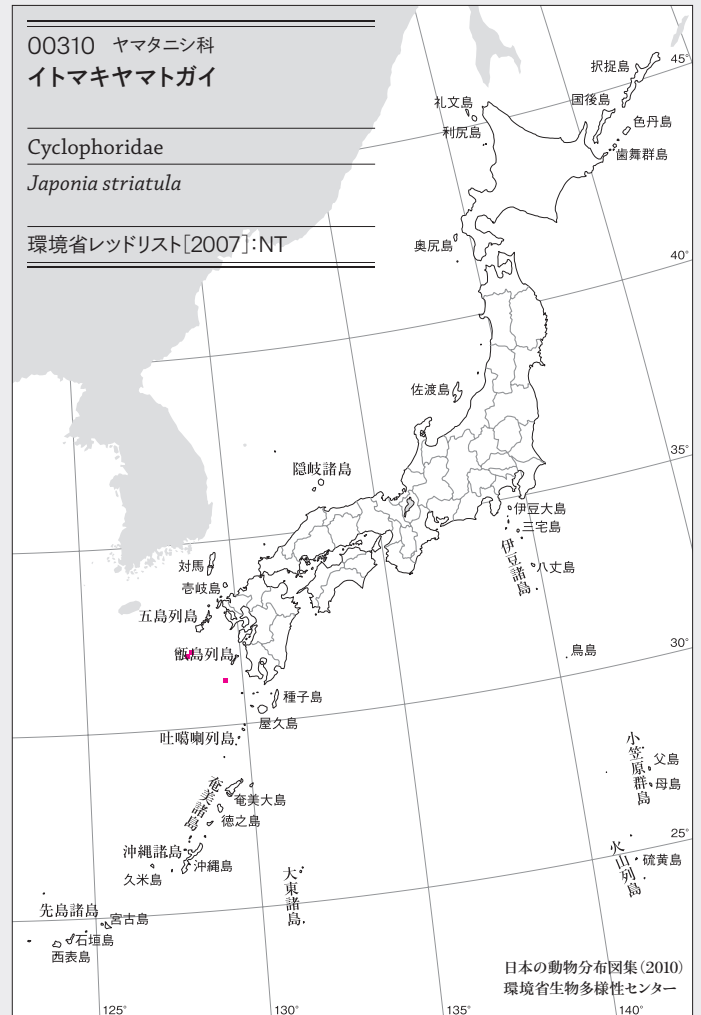 00310 ヤマタニシ科
イトマキヤマトガイ
Cyclophoridae
Japonia striatula
環境省レッドリスト[2007]:NT
45°
択捉島
礼文島
国後島
色丹島
利尻島
歯舞群島
奥尻島
40°
佐渡島
35°
隠岐諸島
伊豆大島
三宅島
伊豆諸島
八丈島
対馬
壱岐島
五島列島
甑島列島
鳥島
30°
種子島
屋久島
吐噶喇列島
小笠原群島
父島
母島
奄美諸島
奄美大島
徳之島
25°
沖縄諸島
沖縄島
久米島
火山列島
硫黄島
大東諸島
先島諸島
宮古島
石垣島
西表島
日本の動物分布図集(2010)
環境省生物多様性センター
125°
130°
135°
140°